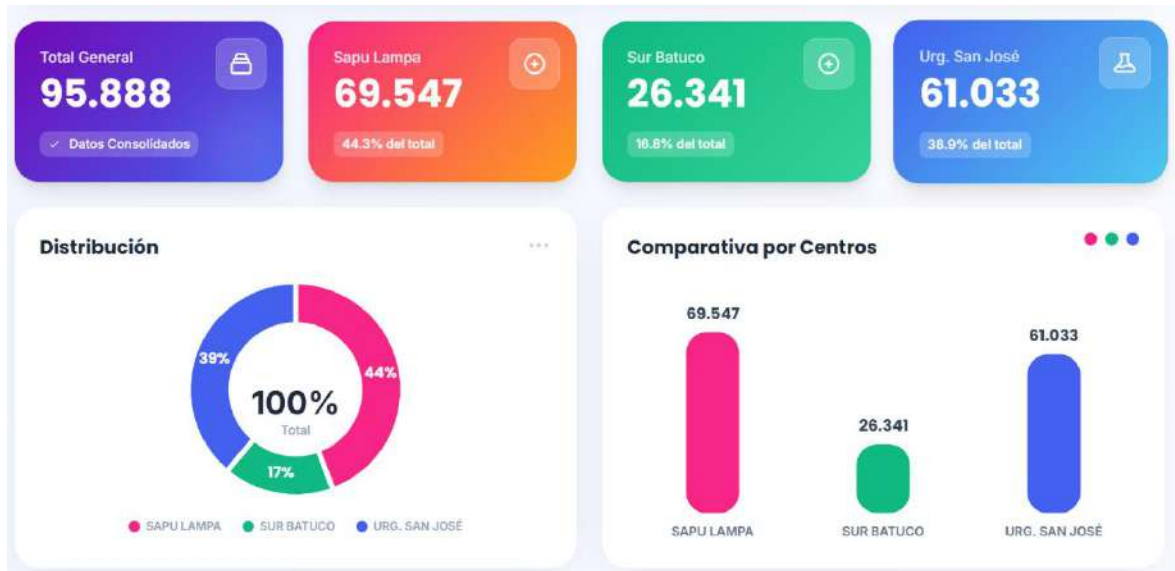 Total General
95.888
✓ Datos Consolidados
Sapu Lampa
69.547
44.3% del total
Sur Batuco
26.341
16.8% del total
Urg. San José
61.033
38.9% del total
Distribución
39%
44%
100%
Total
17%
SAPU LAMPA SUR BATUCO URG. SAN JOSÉ
Comparativa por Centros
69.547
61.033
26.341
SAPU LAMPA SUR BATUCO URG. SAN JOSÉ